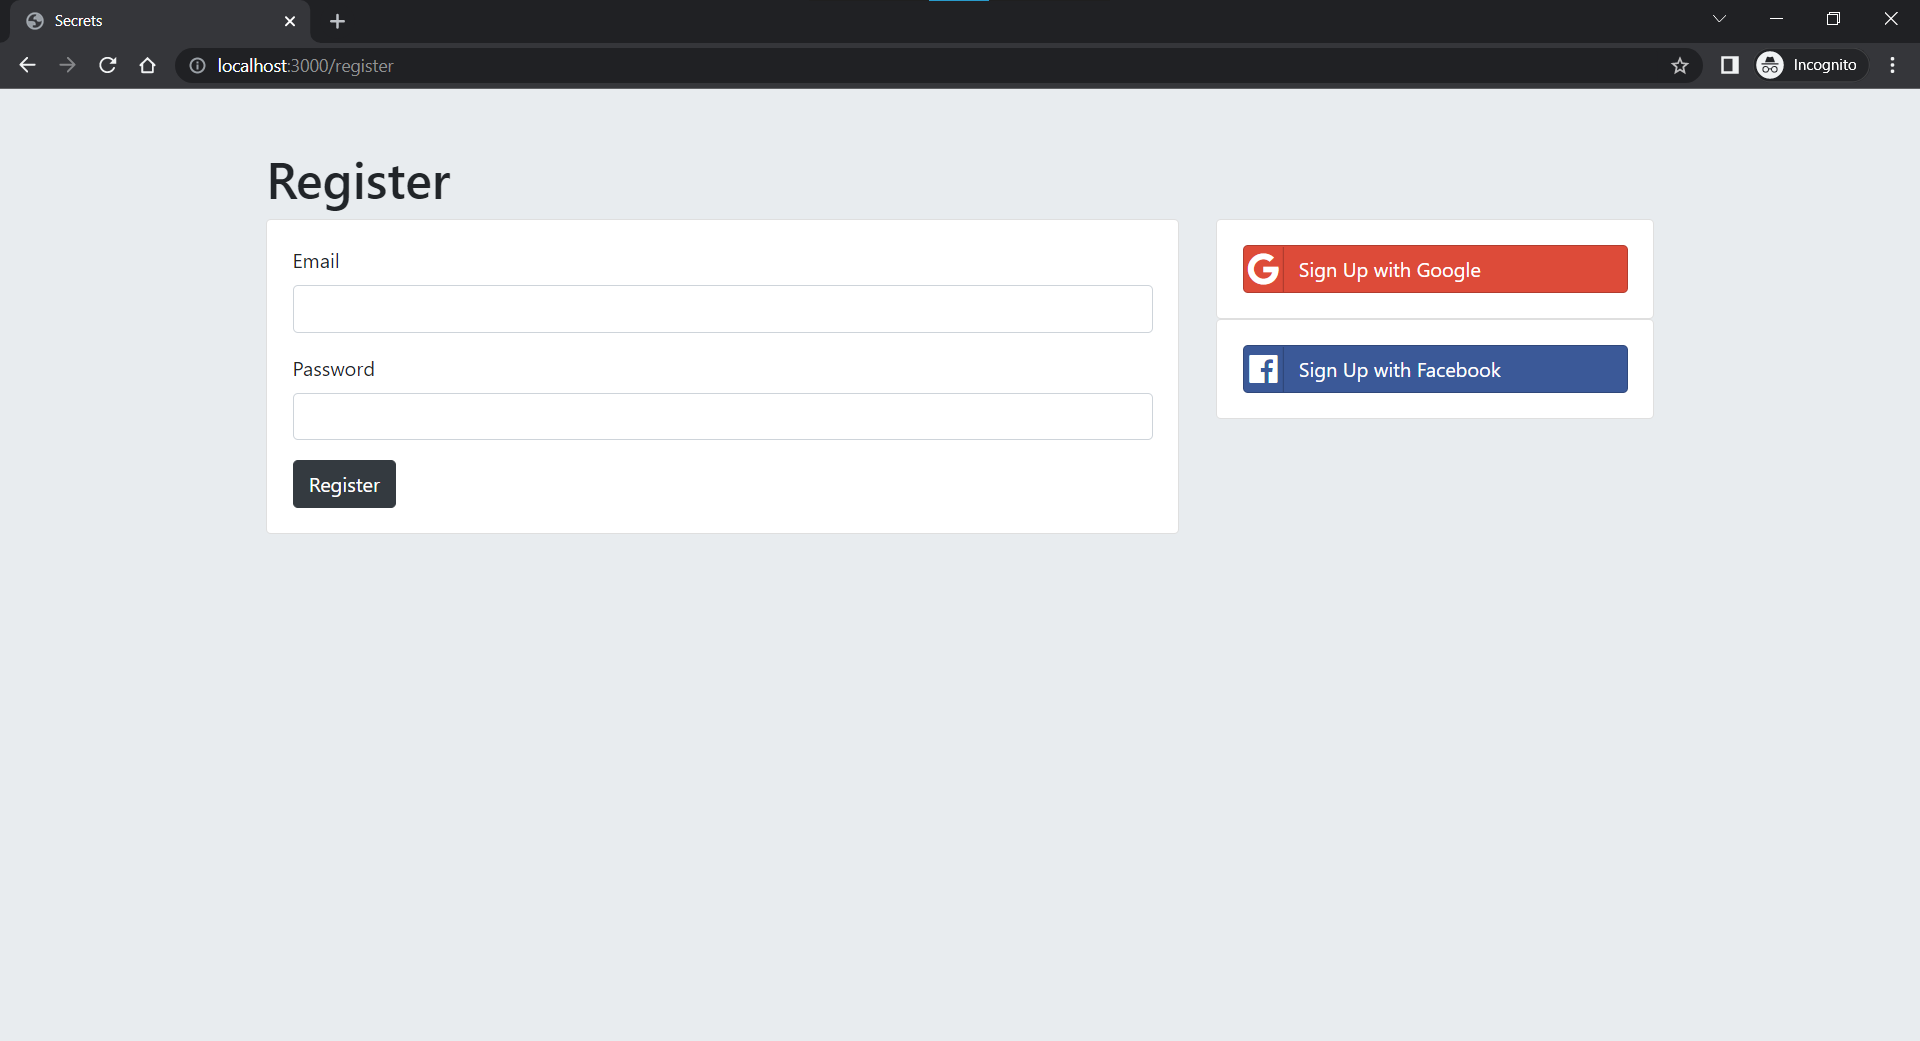 Secrets
localhost:3000/register
Incognito
Register
Email
Password
Register
Sign Up with Google
Sign Up with Facebook